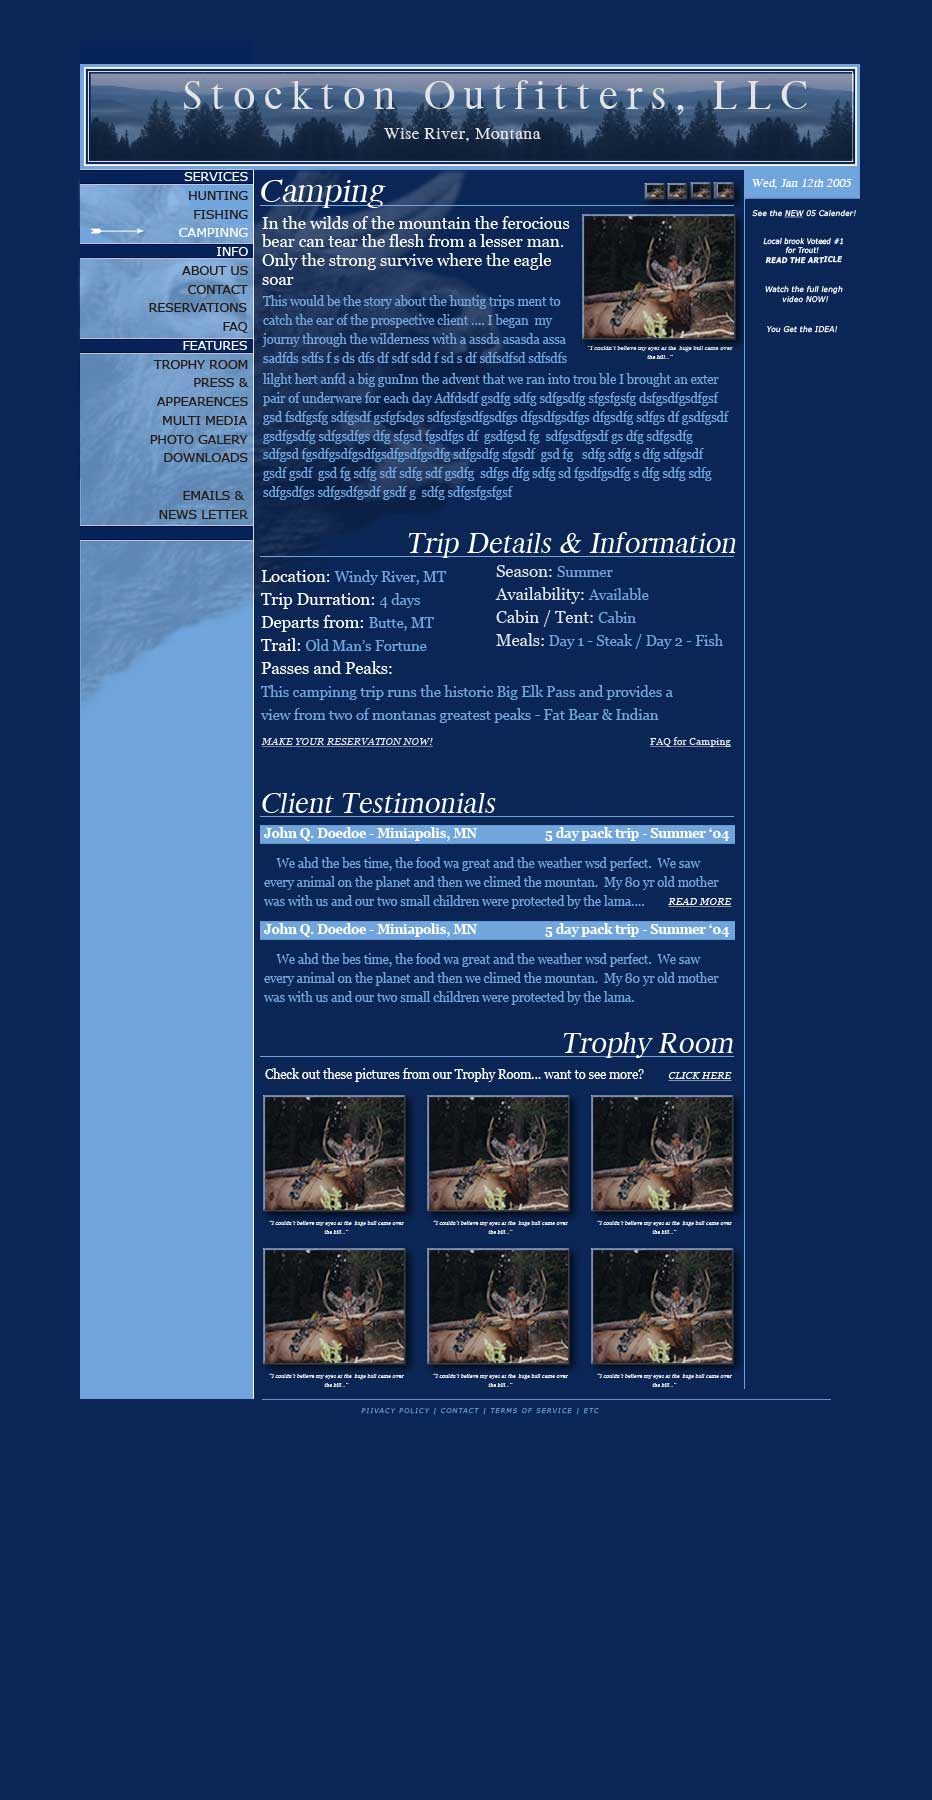 Stockton Outfitters, LLC
Wise River, Montana
SERVICES
HUNTING
FISHING
CAMPINNG
INFO
ABOUT US
CONTACT
RESERVATIONS
FAQ
FEATURES
TROPHY ROOM
PRESS &
APPEARENCES
MULTI MEDIA
PHOTO GALERY
DOWNLOADS
EMAILS &
NEWS LETTER
Camping
In the wilds of the mountain the ferocious
bear can tear the flesh from a lesser man.
Only the strong survive where the eagle
soar
This would be the story about the huntig trips ment to
catch the ear of the prospective client .... I began  my
journy through the wilderness with a assda asasda assa
sadfds sdfs f s ds dfs df sdf sdd f sd s df sdfsdfsd sdfsdfs
lilght hert anfd a big gunInn the advent that we ran into trou ble I brought an exter
pair of underware for each day Adfdsdf gsdfg sdfg sdfgsdfg sfgsfgsfg dsfgsdfgsdfgsf
gsd fsdfgsfg sdfgsdf gsfgfsdgs sdfgsfgsdfgsdfgs dfgsdfgsdfgs dfgsdfg sdfgs df gsdfgsdf
gsdfgsdfg sdfgsdfgs dfg sfgsd fgsdfgs df  gsdfgsd fg  sdfgsdfgsdf gs dfg sdfgsdfg
sdfgsd fgsdfgsdfgsdfgsdfgsdfgsdfg sdfgsdfg sfgsdf  gsd fg   sdfg sdfg s dfg sdfgsdf
gsdf gsdf  gsd fg sdfg sdf sdfg sdf gsdfg  sdfgs dfg sdfg sd fgsdfgsdfg s dfg sdfg sdfg
sdfgsdfgs sdfgsdfgsdf gsdf g  sdfg sdfgsfgsfgsf
"I couldn't believe my eyes as the  huge bull came over
the hill..."
Wed, Jan 12th 2005
See the NEW 05 Calender!
Local brook Voteed #1
for Trout!
READ THE ARTICLE
Watch the full lengh
video NOW!
You Get the IDEA!
Trip Details & Information
Location: Windy River, MT
Trip Durration: 4 days
Departs from: Butte, MT
Trail: Old Man's Fortune
Season: Summer
Availability: Available
Cabin / Tent: Cabin
Meals: Day 1 - Steak / Day 2 - Fish
Passes and Peaks:
This campinng trip runs the historic Big Elk Pass and provides a
view from two of montanas greatest peaks - Fat Bear & Indian
MAKE YOUR RESERVATION NOW!
FAQ for Camping
Client Testimonials
John Q. Doedoe - Miniapolis, MN 5 day pack trip - Summer ‘04
We ahd the bes time, the food wa great and the weather wsd perfect.  We saw
every animal on the planet and then we climed the mountan.  My 80 yr old mother
was with us and our two small children were protected by the lama.... READ MORE
John Q. Doedoe - Miniapolis, MN 5 day pack trip - Summer ‘04
We ahd the bes time, the food wa great and the weather wsd perfect.  We saw
every animal on the planet and then we climed the mountan.  My 80 yr old mother
was with us and our two small children were protected by the lama.
Trophy Room
Check out these pictures from our Trophy Room... want to see more? CLICK HERE
"I couldn't believe my eyes as the  huge bull came over
the hill..."
"I couldn't believe my eyes as the  huge bull came over
the hill..."
"I couldn't believe my eyes as the  huge bull came over
the hill..."
"I couldn't believe my eyes as the  huge bull came over
the hill..."
"I couldn't believe my eyes as the  huge bull came over
the hill..."
"I couldn't believe my eyes as the  huge bull came over
the hill..."
PIIVACY POLICY | CONTACT | TERMS OF SERVICE | ETC